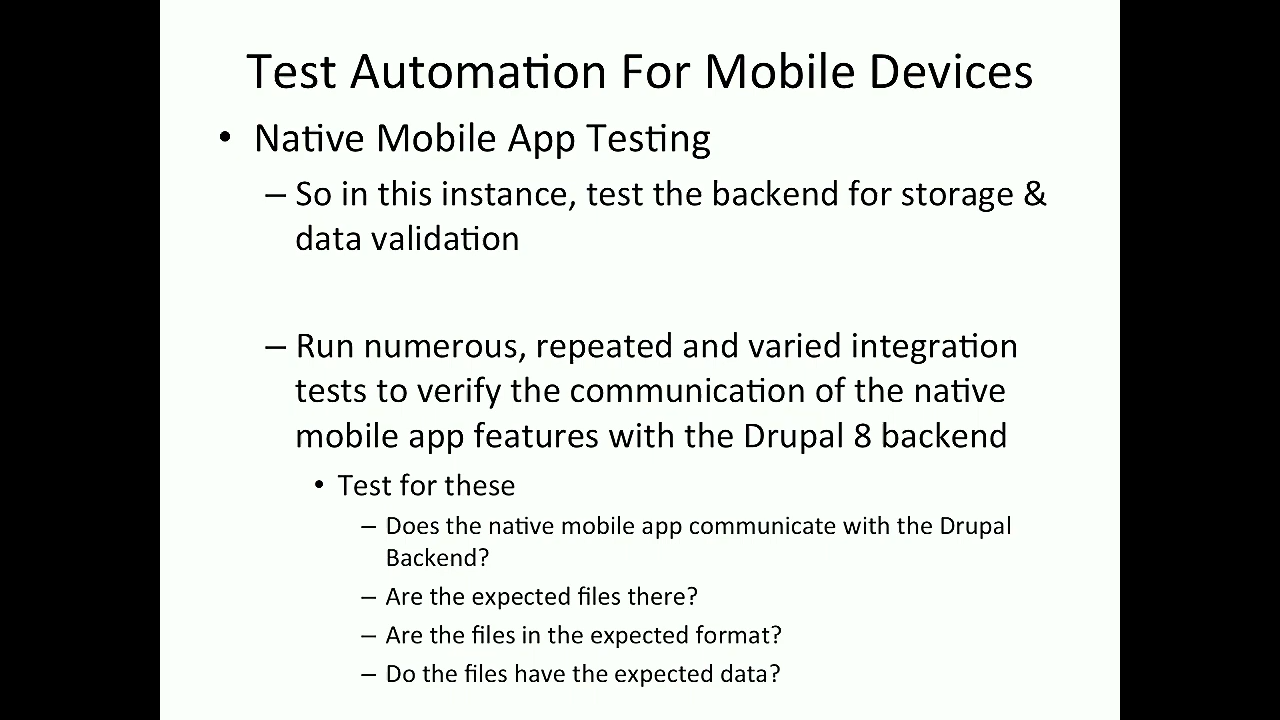 Test Automation For Mobile Devices
• Native Mobile App Testing
– So in this instance, test the backend for storage &
data validation
– Run numerous, repeated and varied integration
tests to verify the communication of the native
mobile app features with the Drupal 8 backend
• Test for these
– Does the native mobile app communicate with the Drupal
Backend?
– Are the expected files there?
– Are the files in the expected format?
– Do the files have the expected data?